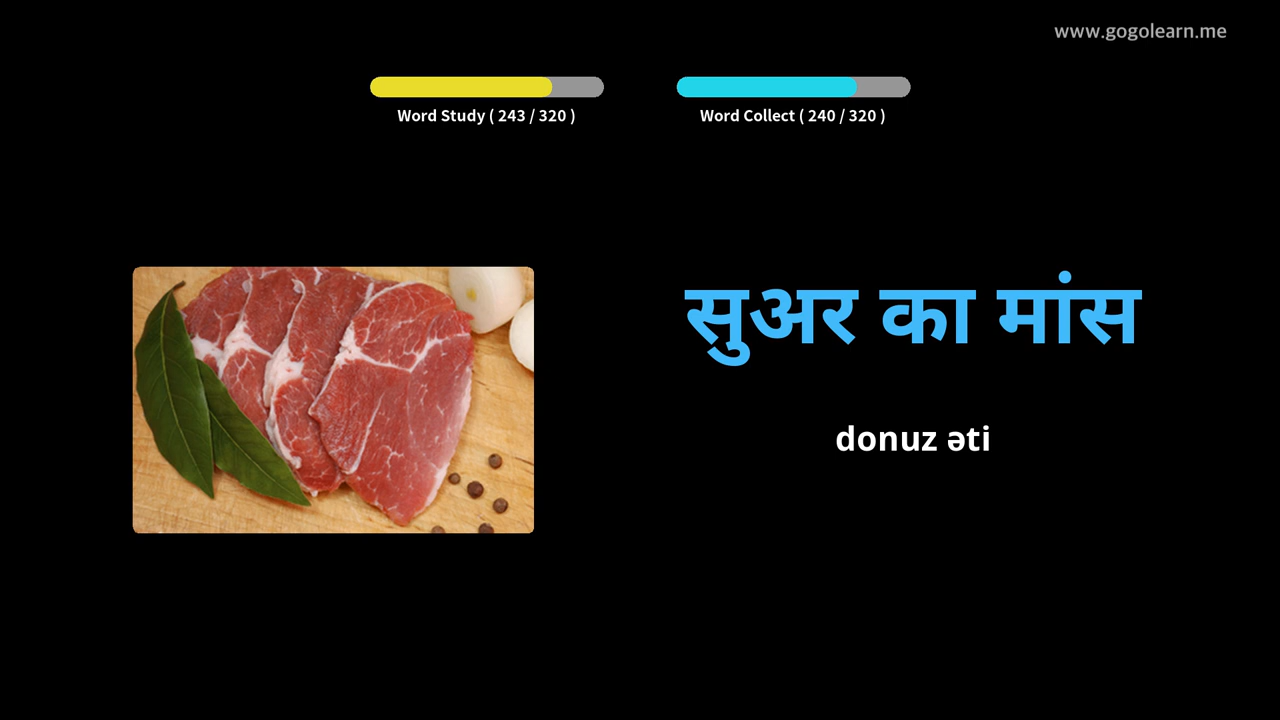 www.gogolearn.me
Word Study ( 243 / 320 )
Word Collect ( 240 / 320 )
सुअर का मांस
donuz əti